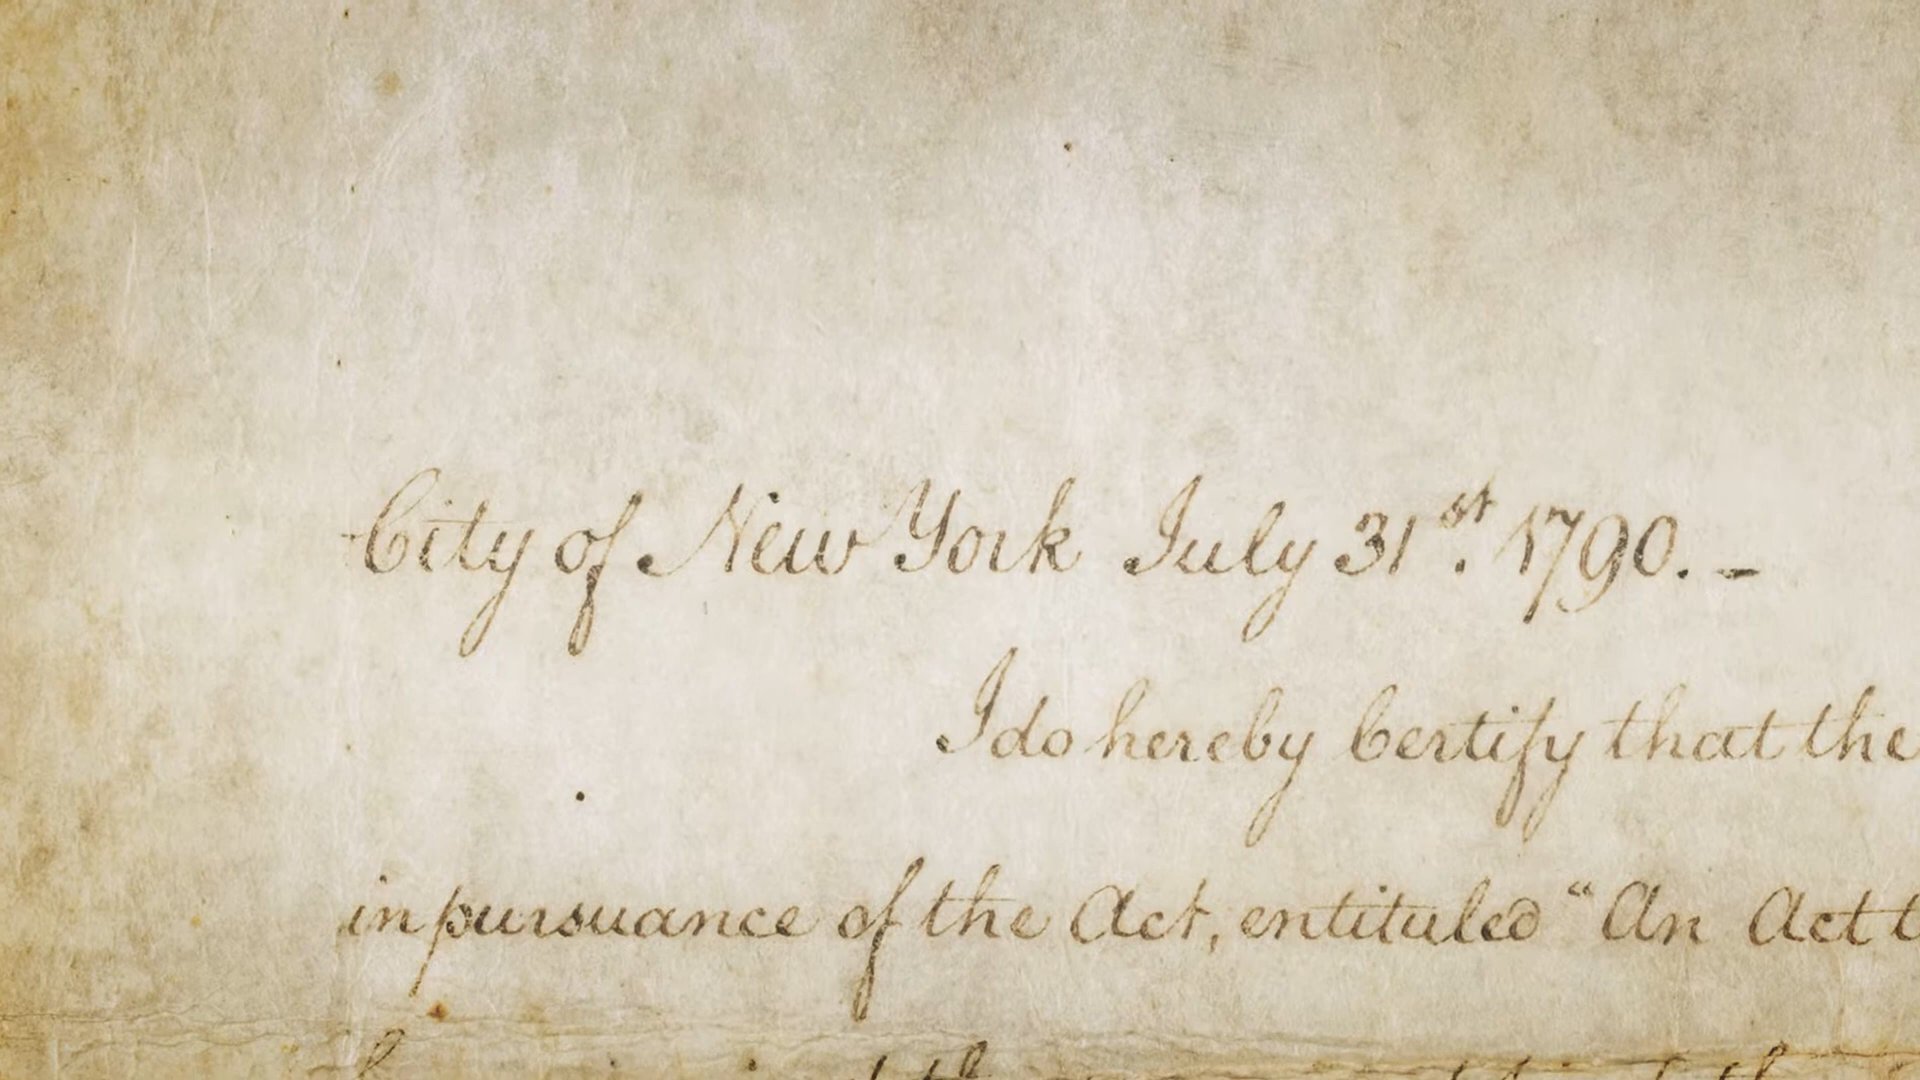 City of New York July 31st. 1790. -
I do hereby Certify that the
in pursuance of the Act, entituled “An Act t